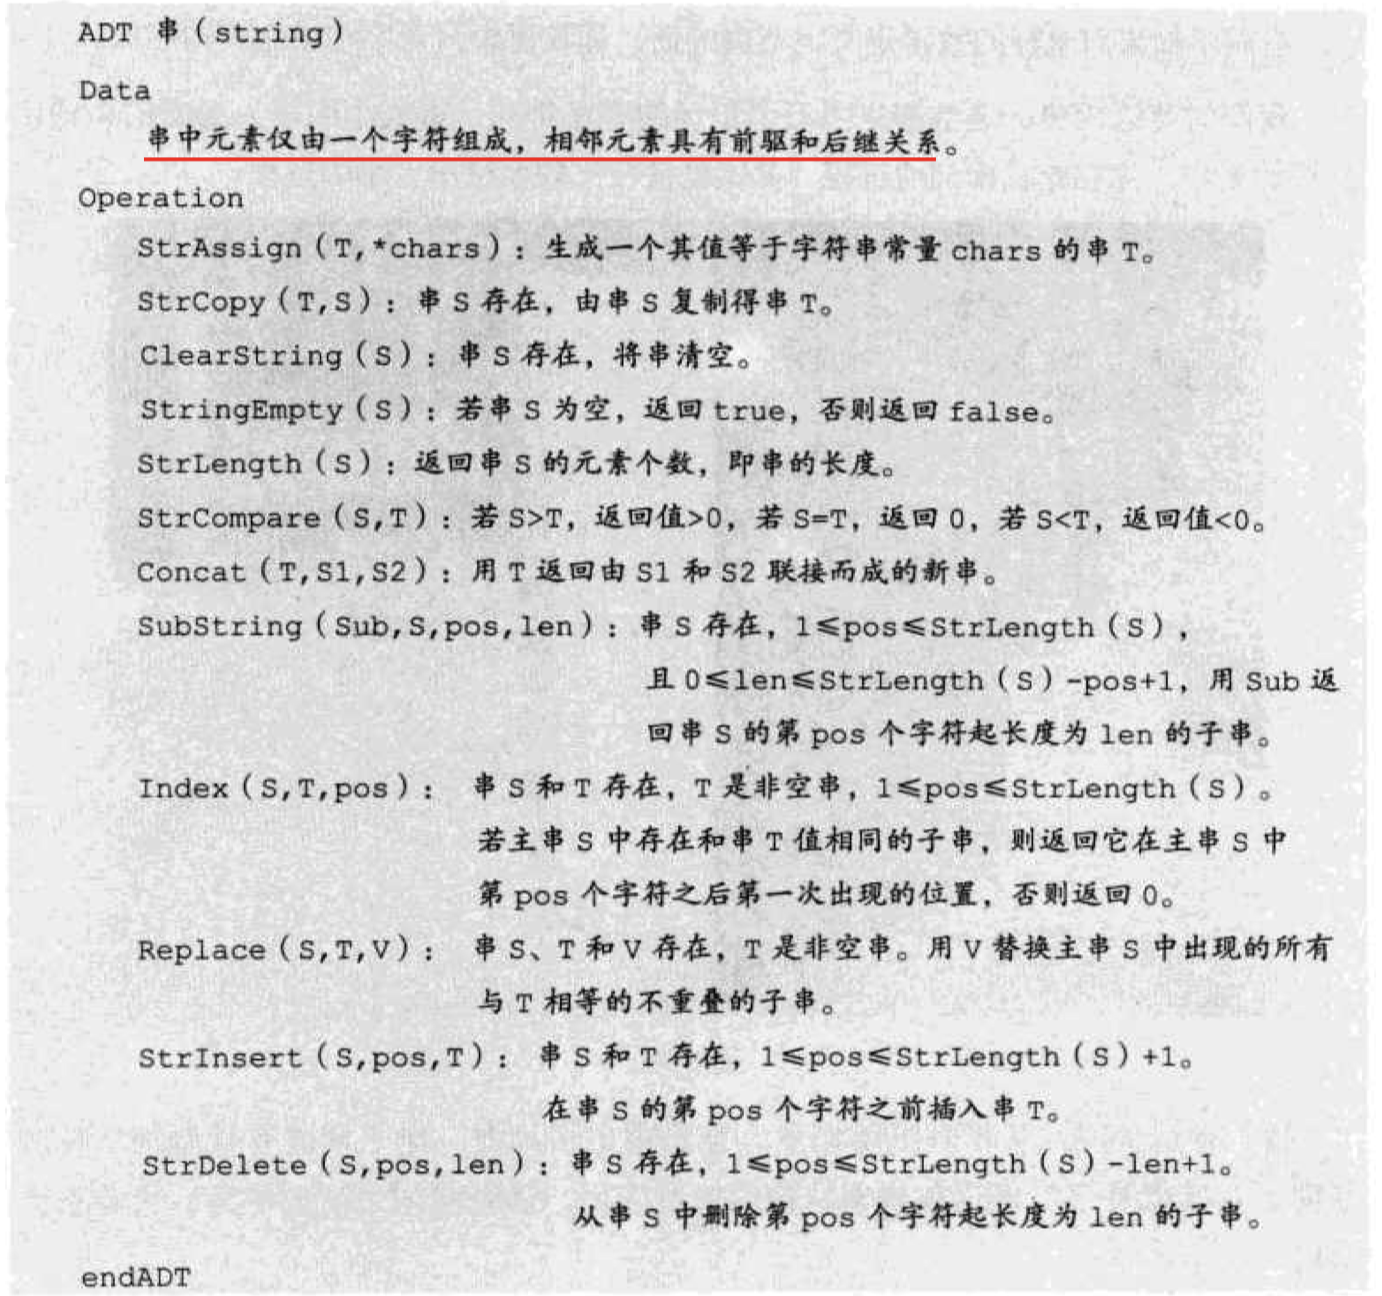 ADT 串(string)
Data
串中元素仅由一个字符组成，相邻元素具有前驱和后继关系。
Operation
StrAssign(T,*chars)：生成一个其值等于字符串常量 chars 的串 T。
StrCopy(T,S)：串 S 存在，由串 S 复制得串 T。
ClearString(S)：串 S 存在，将串清空。
StringEmpty(S)：若串 S 为空，返回 true，否则返回 false。
StrLength(S)：返回串 S 的元素个数，即串的长度。
StrCompare(S,T)：若 S>T，返回值>0，若 S=T，返回 0，若 S<T，返回值<0。
Concat(T,S1,S2)：用 T 返回由 S1 和 S2 联接而成的新串。
SubString(Sub,S,pos,len)：串 S 存在，1≤pos≤StrLength(S)，
且 0≤len≤StrLength(S)-pos+1，用 Sub 返
回串 S 的第 pos 个字符起长度为 len 的子串。
Index(S,T,pos)： 串 S 和 T 存在，T 是非空串，1≤pos≤StrLength(S)。
若主串 S 中存在和串 T 值相同的子串，则返回它在主串 S 中
第 pos 个字符之后第一次出现的位置，否则返回 0。
Replace(S,T,V)： 串 S、T 和 V 存在，T 是非空串。用 V 替换主串 S 中出现的所有
与 T 相等的不重叠的子串。
StrInsert(S,pos,T)： 串 S 和 T 存在，1≤pos≤StrLength(S)+1。
在串 S 的第 pos 个字符之前插入串 T。
StrDelete(S,pos,len)：串 S 存在，1≤pos≤StrLength(S)-len+1。
从串 S 中删除第 pos 个字符起长度为 len 的子串。
endADT